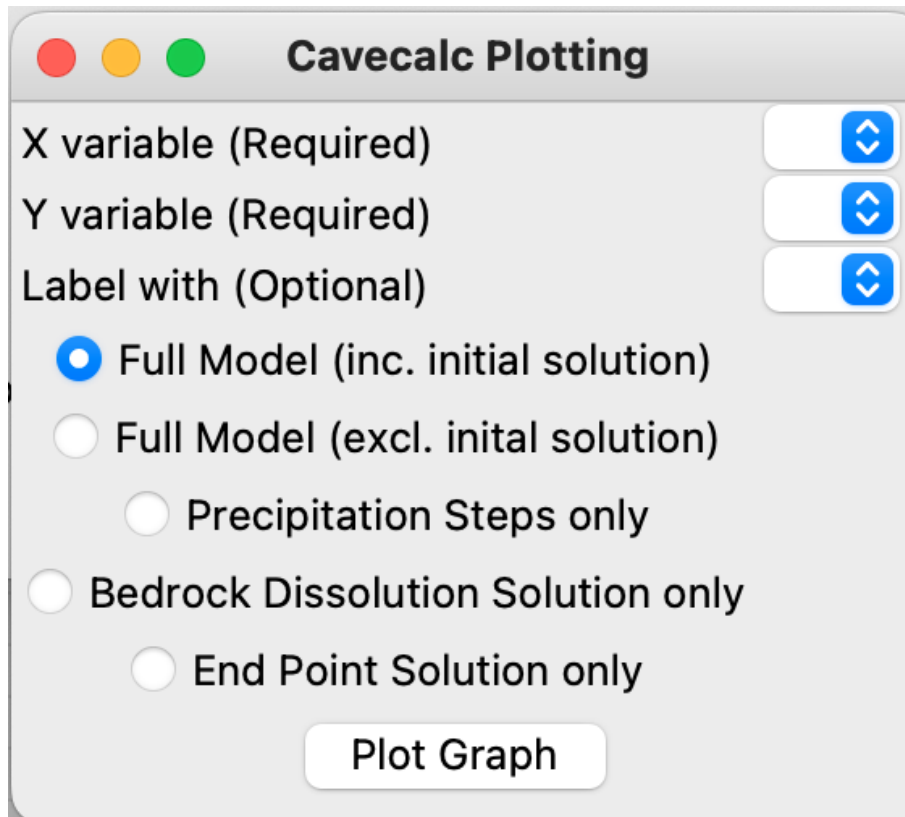 Cavecalc Plotting
X variable (Required)
Y variable (Required)
Label with (Optional)
Full Model (inc. initial solution)
Full Model (excl. inital solution)
Precipitation Steps only
Bedrock Dissolution Solution only
End Point Solution only
Plot Graph